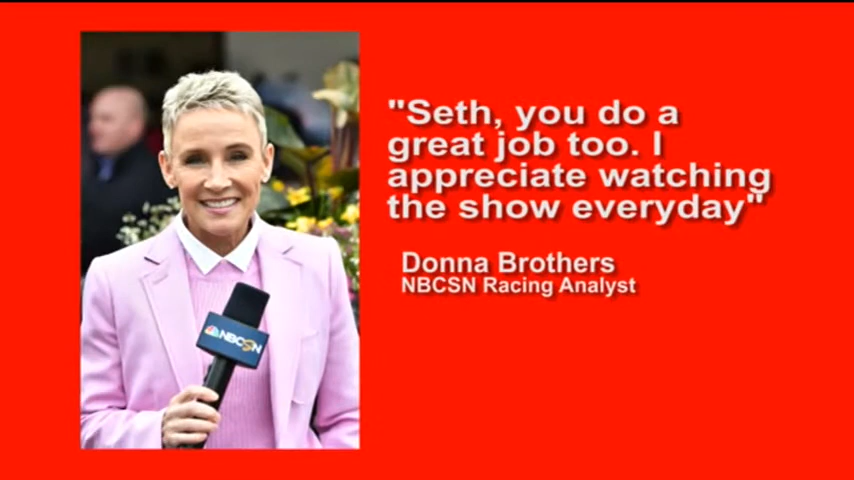 "Seth, you do a
great job too. I
appreciate watching
the show everyday"
Donna Brothers
NBCSN Racing Analyst
NBCSN